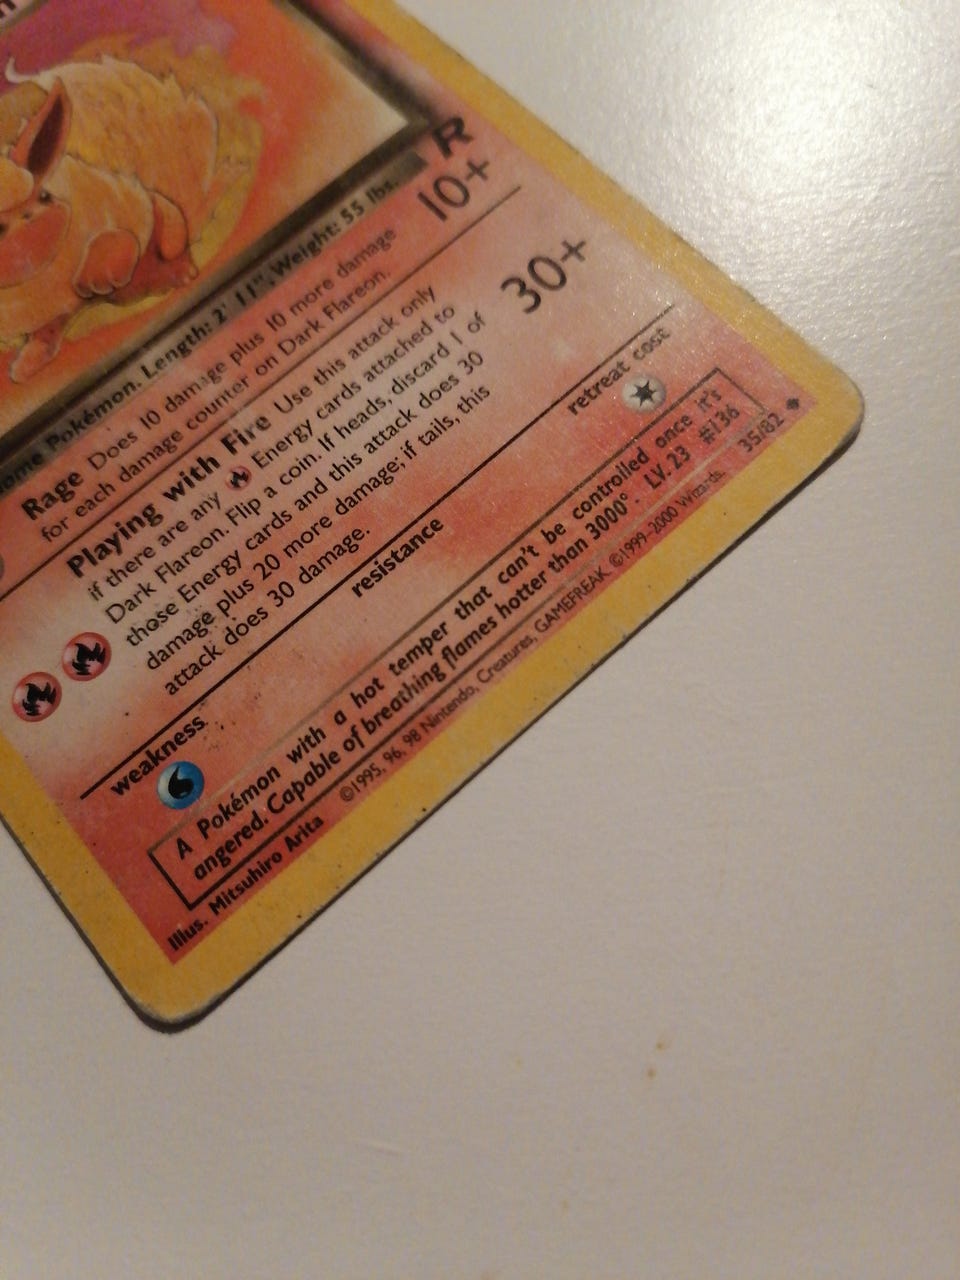 ome Pokémon. Length: 2' 11", Weight: 55 lbs.
R
Rage Does 10 damage plus 10 more damage
for each damage counter on Dark Flareon.
10+
Playing with Fire Use this attack only
if there are any Energy cards attached to
Dark Flareon. Flip a coin. If heads, discard 1 of
those Energy cards and this attack does 30
damage plus 20 more damage; if tails, this
attack does 30 damage.
30+
weakness resistance retreat cost
A Pokémon with a hot temper that can't be controlled once it's
angered. Capable of breathing flames hotter than 3000°. LV. 23 #136
Illus. Mitsuhiro Arita ©1995, 96, 98 Nintendo, Creatures, GAMEFREAK. ©1999-2000 Wizards. 35/82